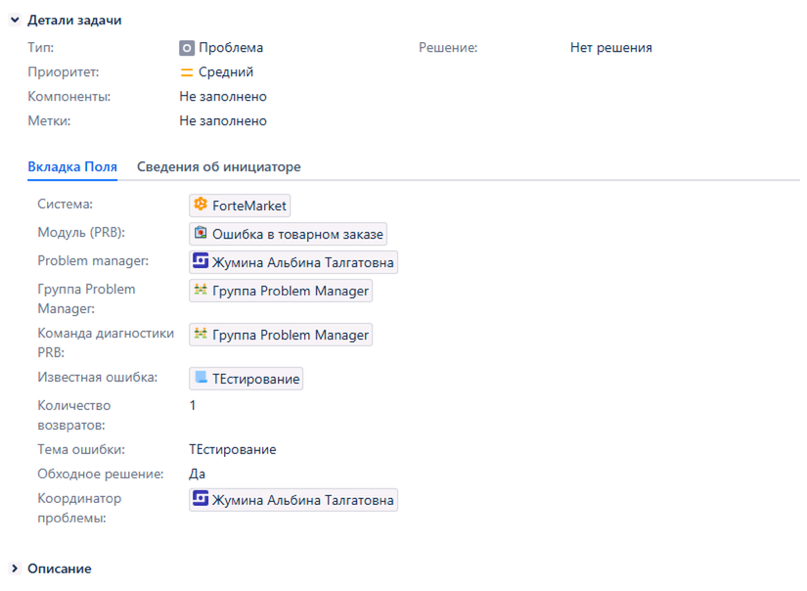 Детали задачи
Тип: Проблема Решение: Нет решения
Приоритет: Средний
Компоненты: Не заполнено
Метки: Не заполнено
Вкладка Поля Сведения об инициаторе
Система: ForteMarket
Модуль (PRB): Ошибка в товарном заказе
Problem manager: Жумина Альбина Талгатовна
Группа Problem Группа Problem Manager
Manager:
Команда диагностики Группа Problem Manager
PRB:
Известная ошибка: ТЕстирование
Количество 1
возвратов:
Тема ошибки: ТЕстирование
Обходное решение: Да
Координатор Жумина Альбина Талгатовна
проблемы:
Описание